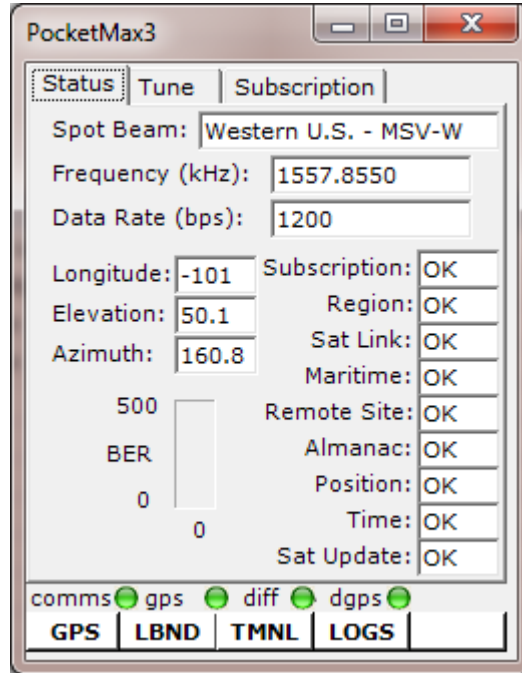 PocketMax3
Status Tune Subscription
Spot Beam: Western U.S. - MSV-W
Frequency (kHz): 1557.8550
Data Rate (bps): 1200
Longitude: -101
Elevation: 50.1
Azimuth: 160.8
500
BER
0
0
Subscription: OK
Region: OK
Sat Link: OK
Maritime: OK
Remote Site: OK
Almanac: OK
Position: OK
Time: OK
Sat Update: OK
comms gps diff dgps
GPS LBND TMNL LOGS